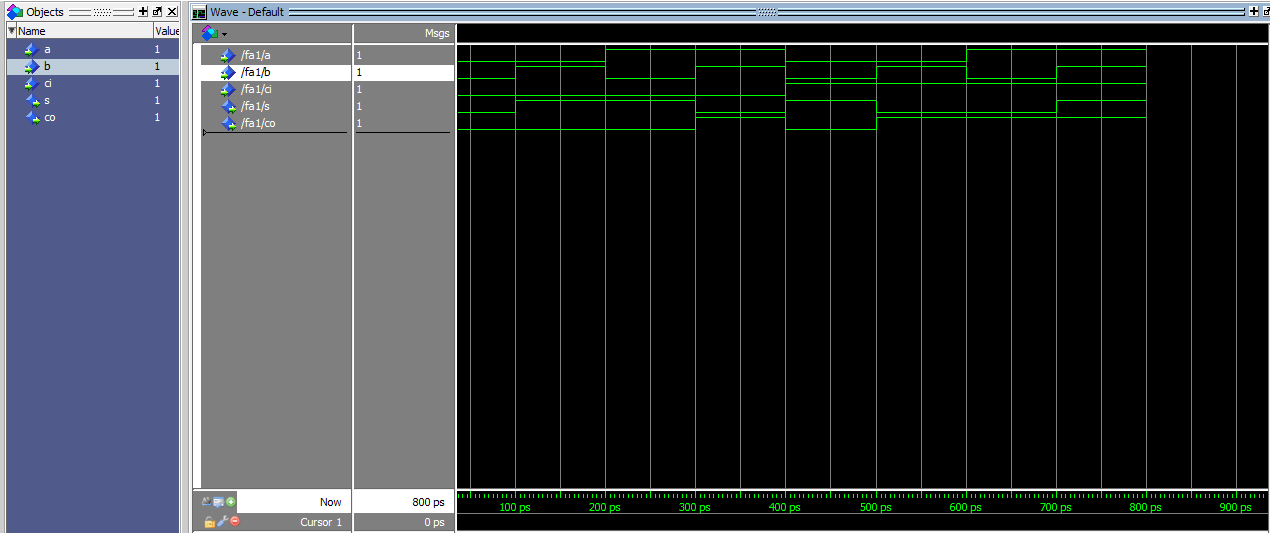 Objects
Name Value
a 1
b 1
ci 1
s 1
co 1
Wave - Default
Msgs
/fa1/a 1
/fa1/b 1
/fa1/ci 1
/fa1/s 1
/fa1/co 1
Now 800 ps
Cursor 1 0 ps
100 ps 200 ps 300 ps 400 ps 500 ps 600 ps 700 ps 800 ps 900 ps